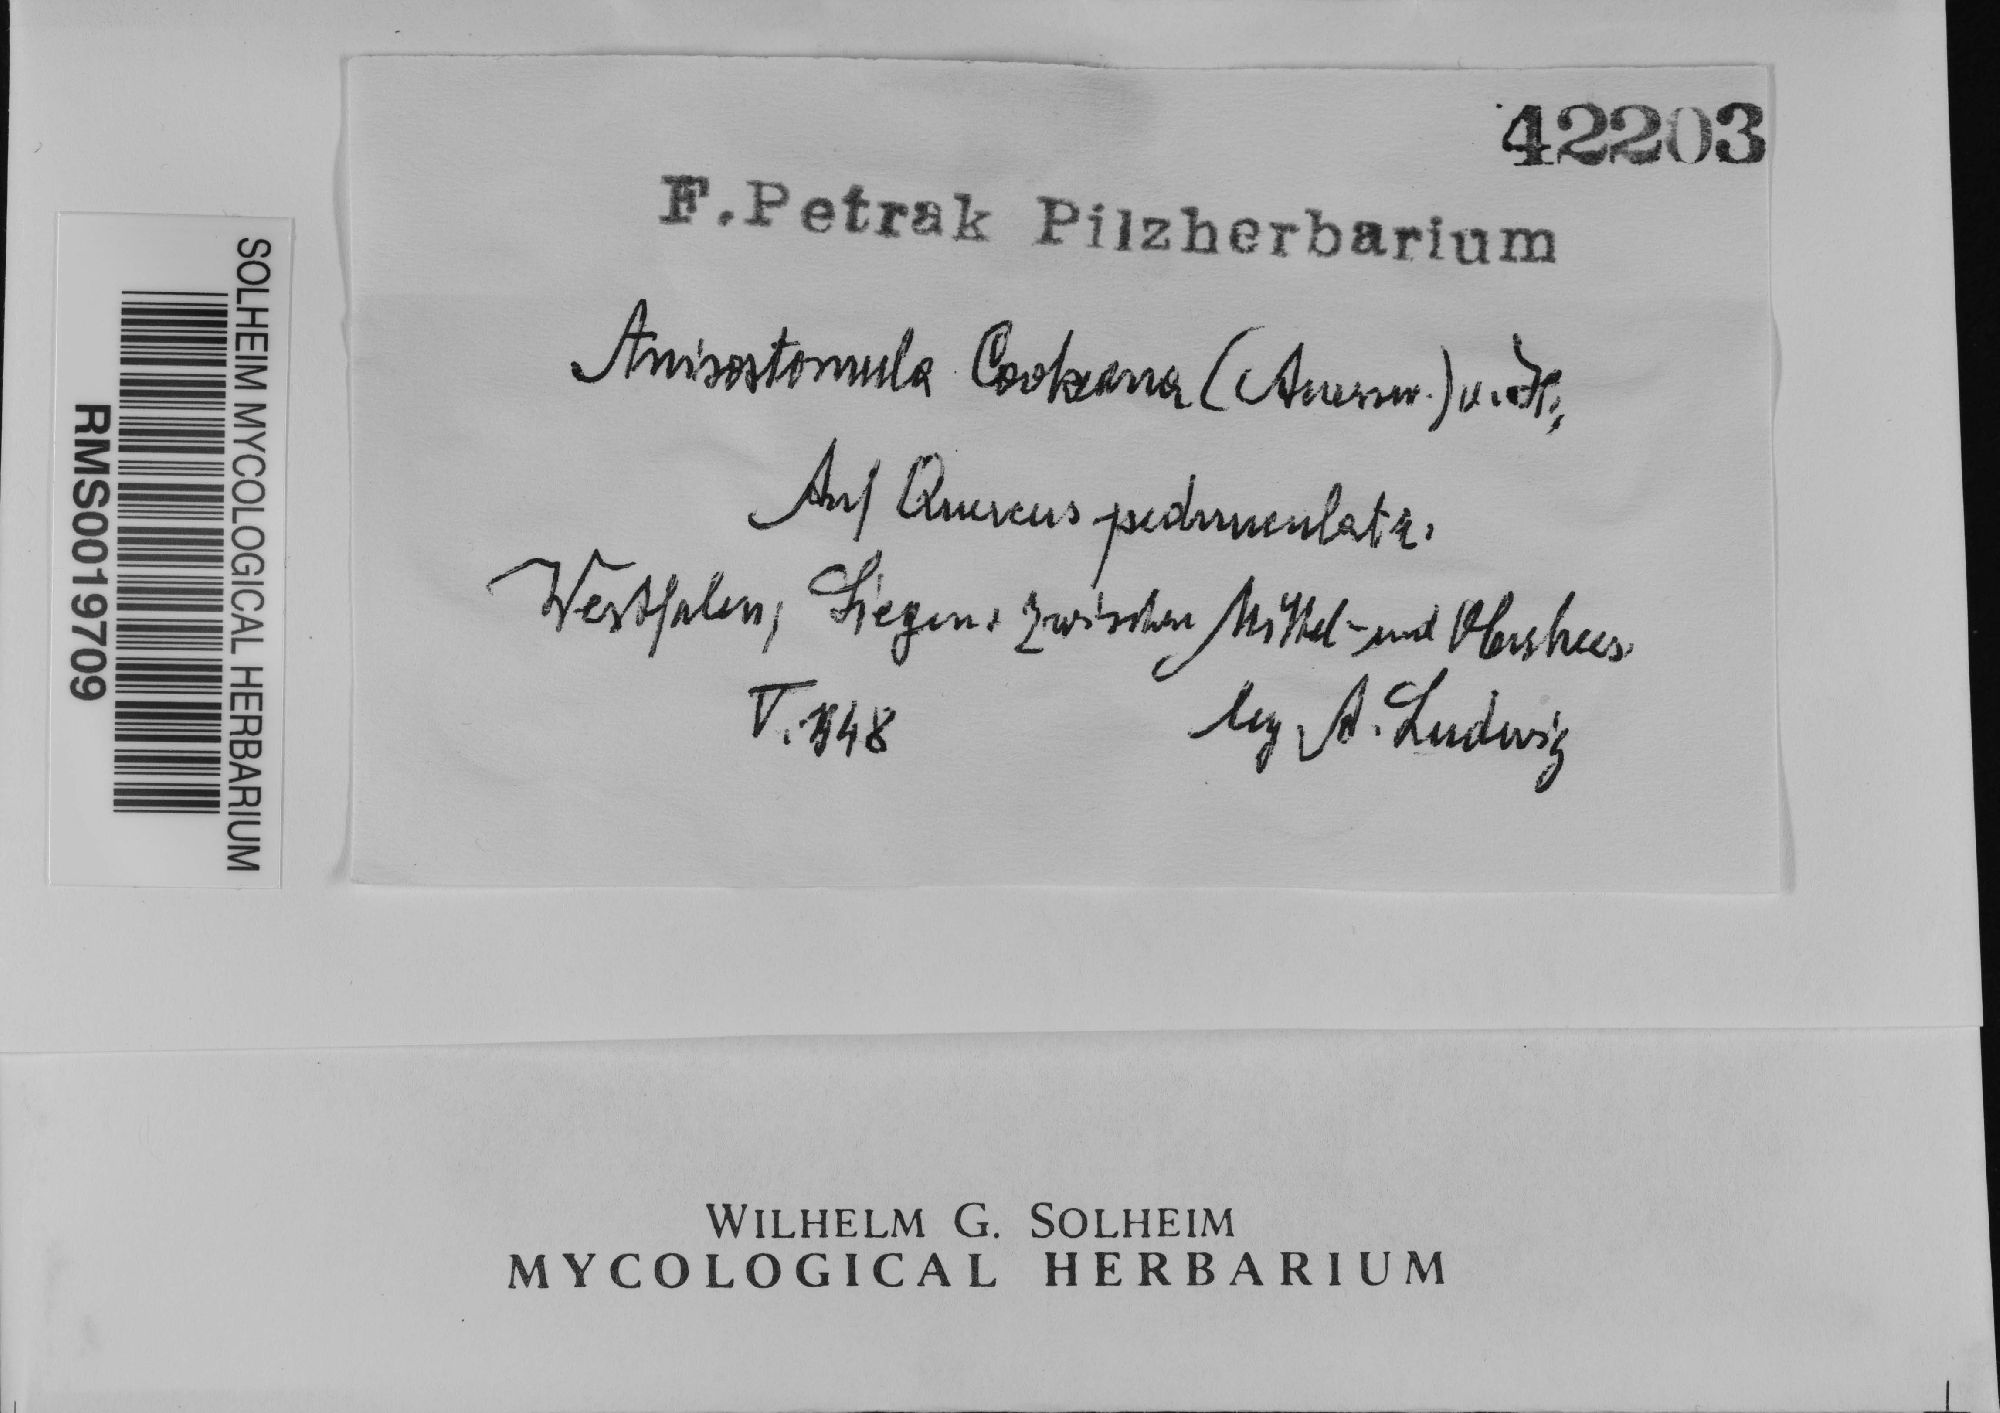 42203
F. Petrak Pilzherbarium
Anisostomula Cookeana (Auersw.) v. H.
Auf Quercus pedunculata.
Westfalen, Siegen. zwischen Mittel- und Obershees.
V. 1948
leg. A. Ludwig
SOLHEIM MYCOLOGICAL HERBARIUM
RMS0019709
WILHELM G. SOLHEIM
MYCOLOGICAL HERBARIUM